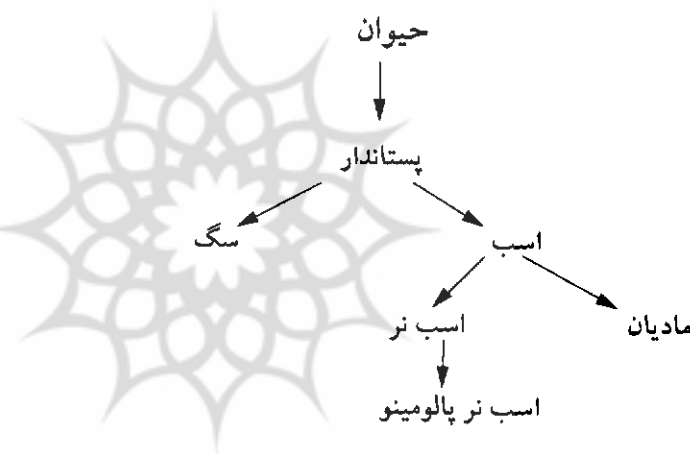 حیوان
پستاندار
اسب
سگ
مادیان
اسب نر
اسب نر پالومینو